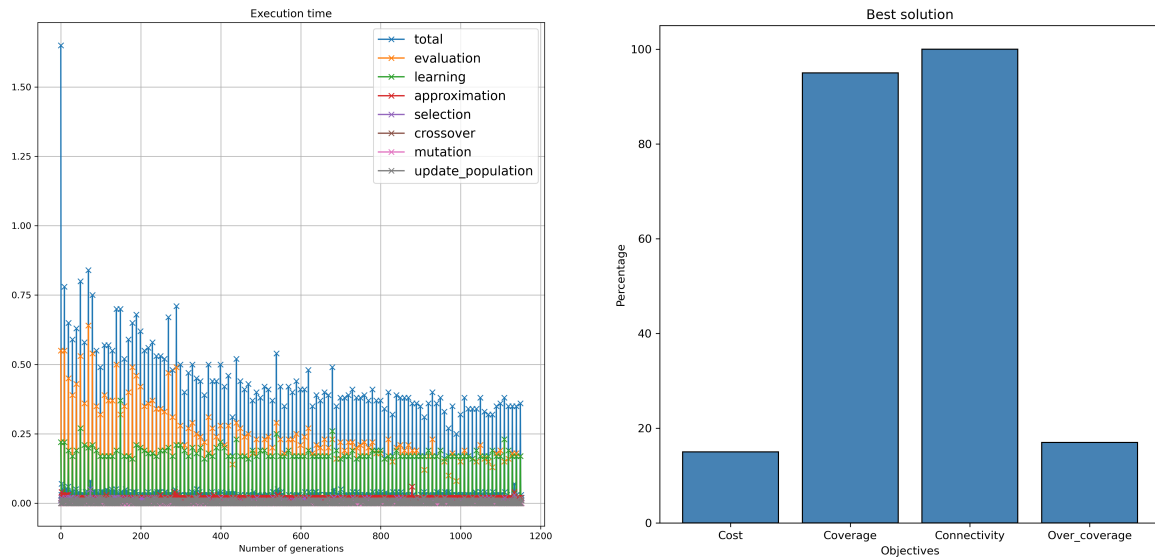 Execution time
1.50
1.25
1.00
0.75
0.50
0.25
0.00
total
evaluation
learning
approximation
selection
crossover
mutation
update_population
0 200 400 600 800 1000 1200
Number of generations
Best solution
Percentage
100
80
60
40
20
0
Cost Coverage Connectivity Over_coverage
Objectives